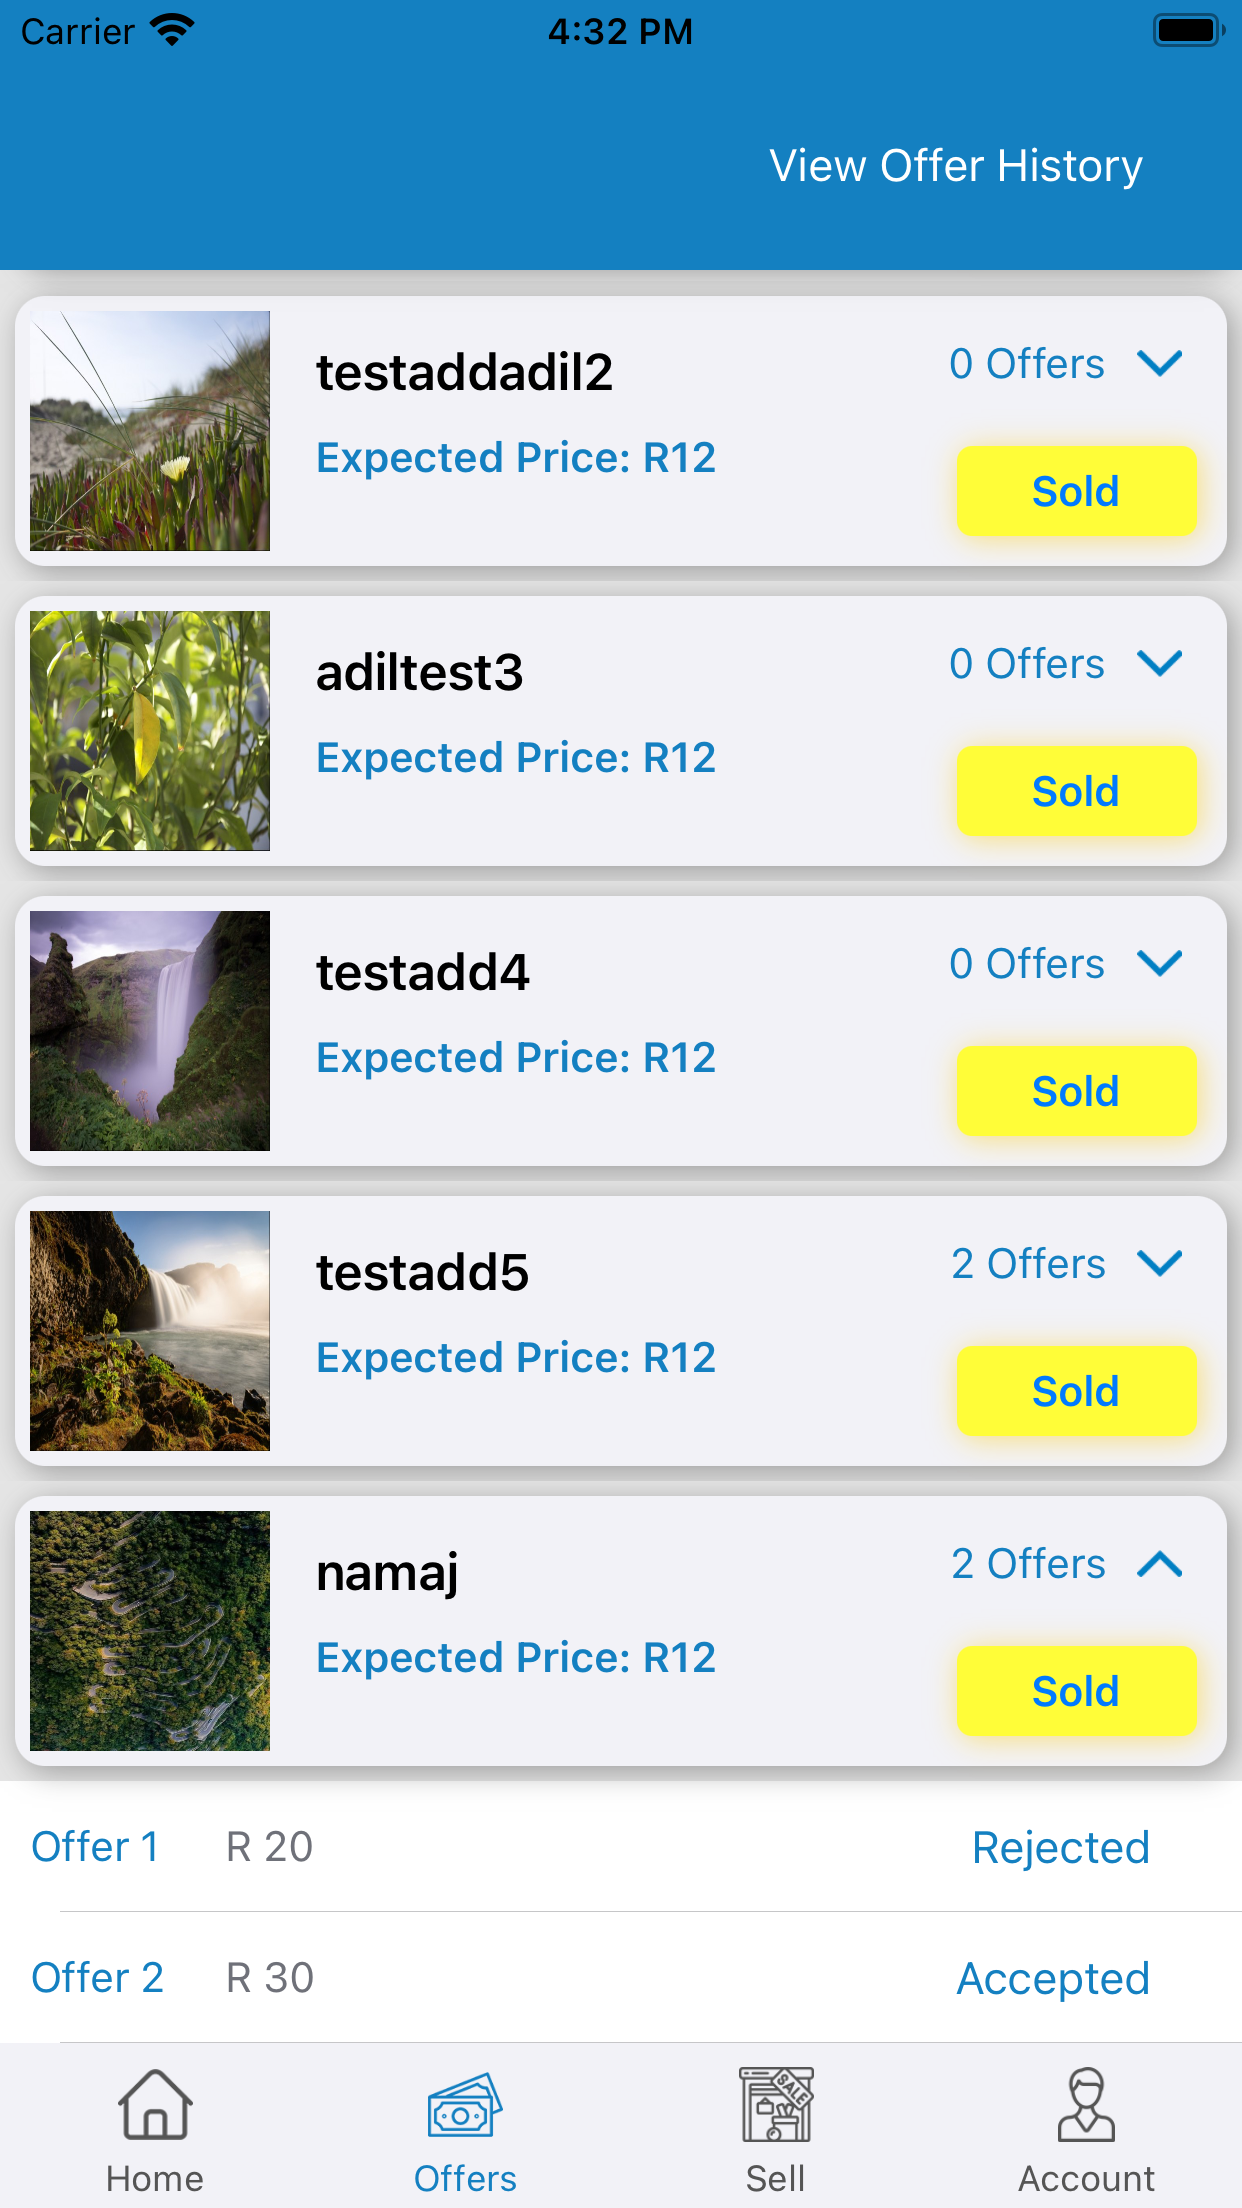 Carrier 4:32 PM
View Offer History
testaddadil2
0 Offers
Expected Price: R12
Sold
adiltest3
0 Offers
Expected Price: R12
Sold
testadd4
0 Offers
Expected Price: R12
Sold
testadd5
2 Offers
Expected Price: R12
Sold
namaj
2 Offers
Expected Price: R12
Sold
Offer 1 R 20 Rejected
Offer 2 R 30 Accepted
SALE
Home Offers Sell Account